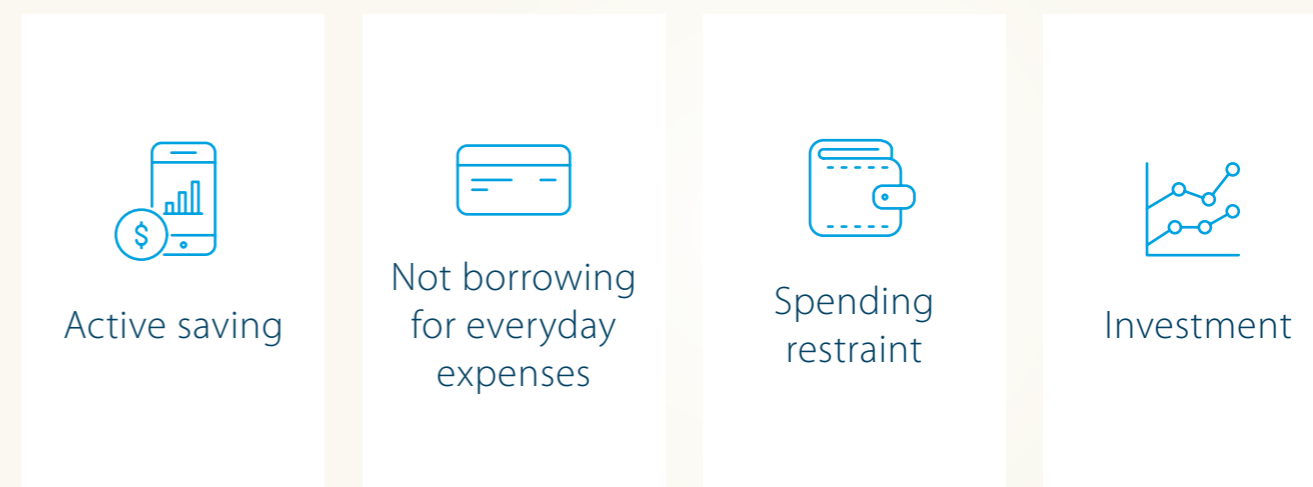 Active saving
Not borrowing
for everyday
expenses
Spending
restraint
Investment
$